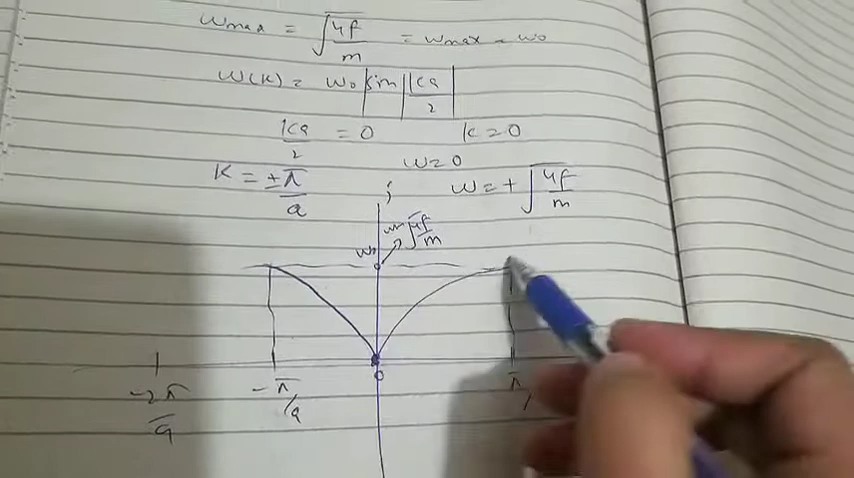 ωmax = √4f/m = ωmax = ω0
ω(K) = ω0 |sin |Ka/2|
Ka/2 = 0    K = 0
ω = 0
K = ±π/a ; ω = + √4f/m
ω0 √4f/m
0
-2π/a    -π/a    π/